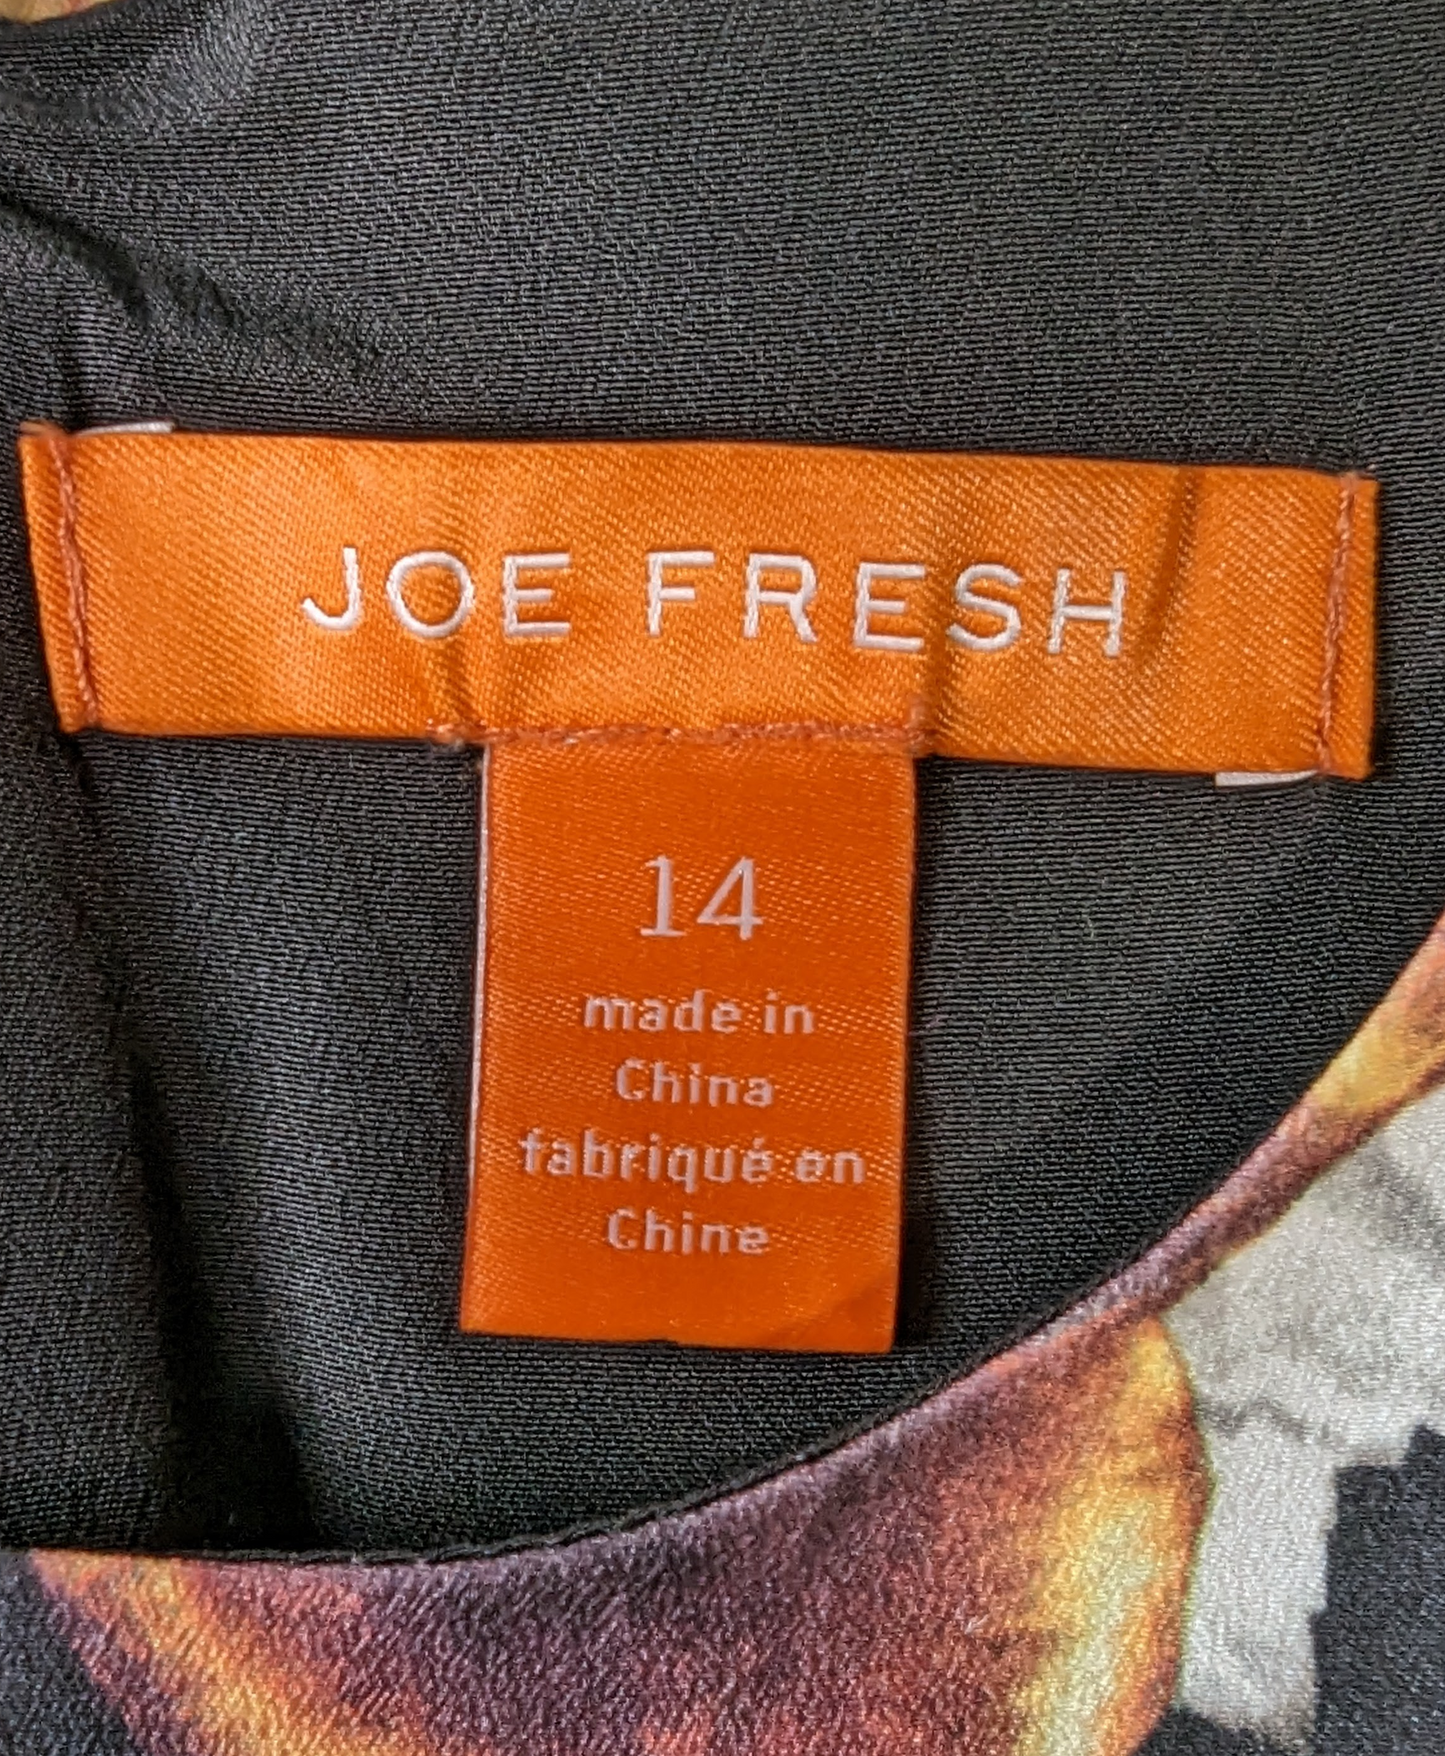 JOE FRESH
14
made in
China
fabriqué en
Chine